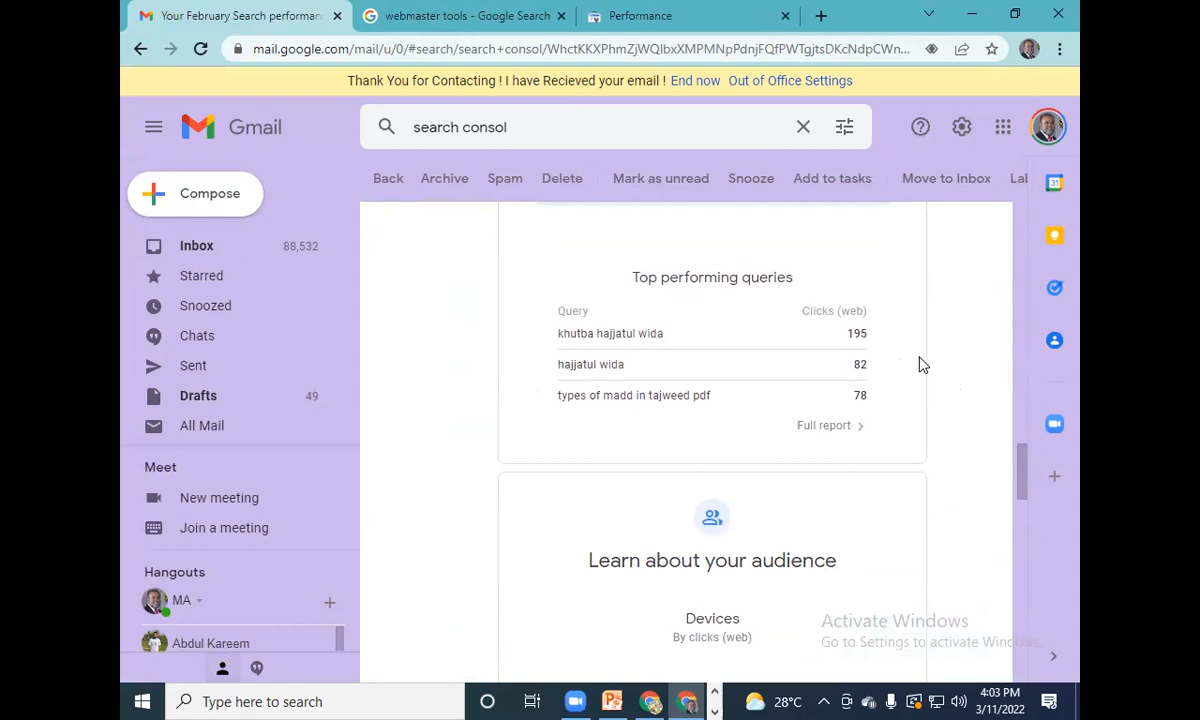 Your February Search performan
webmaster tools - Google Search
Performance
mail.google.com/mail/u/0/#search/search+consol/WhctKKXPhmZjWQlbxXMPMNpPdnjFQfPWTgjtsDKcNdpCWn...
Thank You for Contacting ! I have Recieved your email ! End now Out of Office Settings
Gmail
search consol
Back Archive Spam Delete Mark as unread Snooze Add to tasks Move to Inbox Lab
Compose
Inbox 88,532
Starred
Snoozed
Chats
Sent
Drafts 49
All Mail
Meet
New meeting
Join a meeting
Hangouts
MA
Abdul Kareem
Top performing queries
Query Clicks (web)
khutba hajjatul wida 195
hajjatul wida 82
types of madd in tajweed pdf 78
Full report
Learn about your audience
Devices
By clicks (web)
31
Activate Windows
Go to Settings to activate Windows.
Type here to search
28°C
4:03 PM
3/11/2022